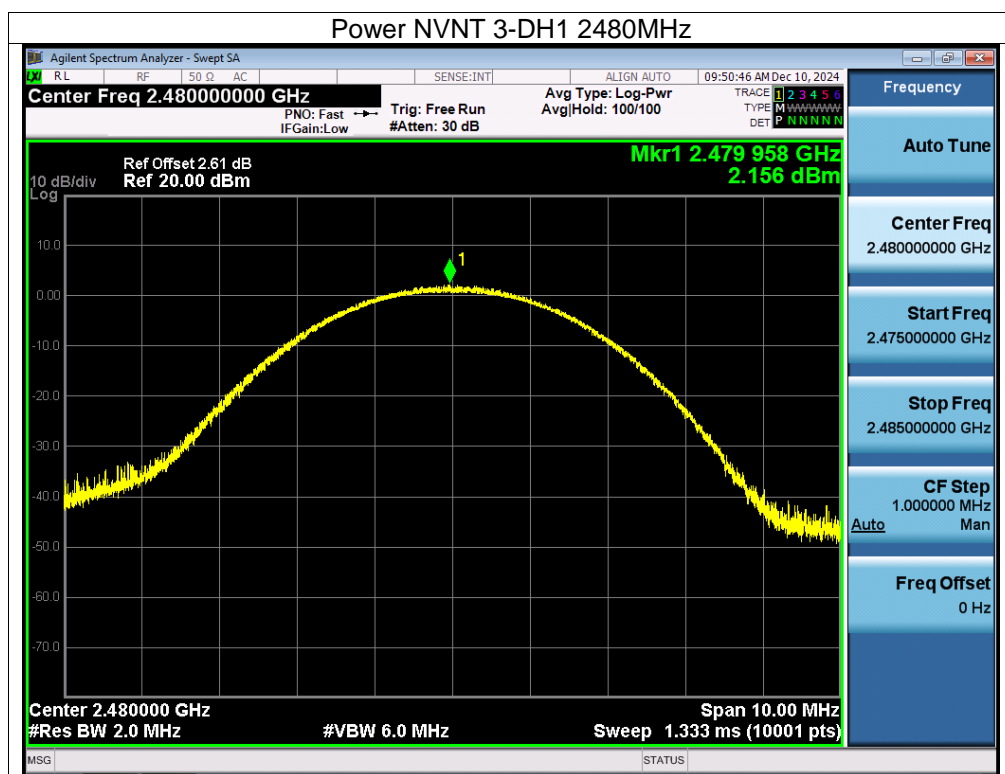 Power NVNT 3-DH1 2480MHz
Agilent Spectrum Analyzer - Swept SA
LXI RL RF 50 Ω AC SENSE:INT ALIGN AUTO 09:50:46 AM Dec 10, 2024
Center Freq 2.480000000 GHz
PNO: Fast
IFGain:Low
Trig: Free Run
#Atten: 30 dB
Avg Type: Log-Pwr
Avg|Hold: 100/100
TRACE 1 2 3 4 5 6
TYPE M WWWWW
DET P N N N N N
Ref Offset 2.61 dB
10 dB/div Ref 20.00 dBm
Log
Mkr1 2.479 958 GHz
2.156 dBm
1
10.0
0.00
-10.0
-20.0
-30.0
-40.0
-50.0
-60.0
-70.0
Center 2.480000 GHz
Span 10.00 MHz
#Res BW 2.0 MHz
#VBW 6.0 MHz
Sweep 1.333 ms (10001 pts)
MSG
STATUS
Frequency
Auto Tune
Center Freq
2.480000000 GHz
Start Freq
2.475000000 GHz
Stop Freq
2.485000000 GHz
CF Step
1.000000 MHz
Auto Man
Freq Offset
0 Hz